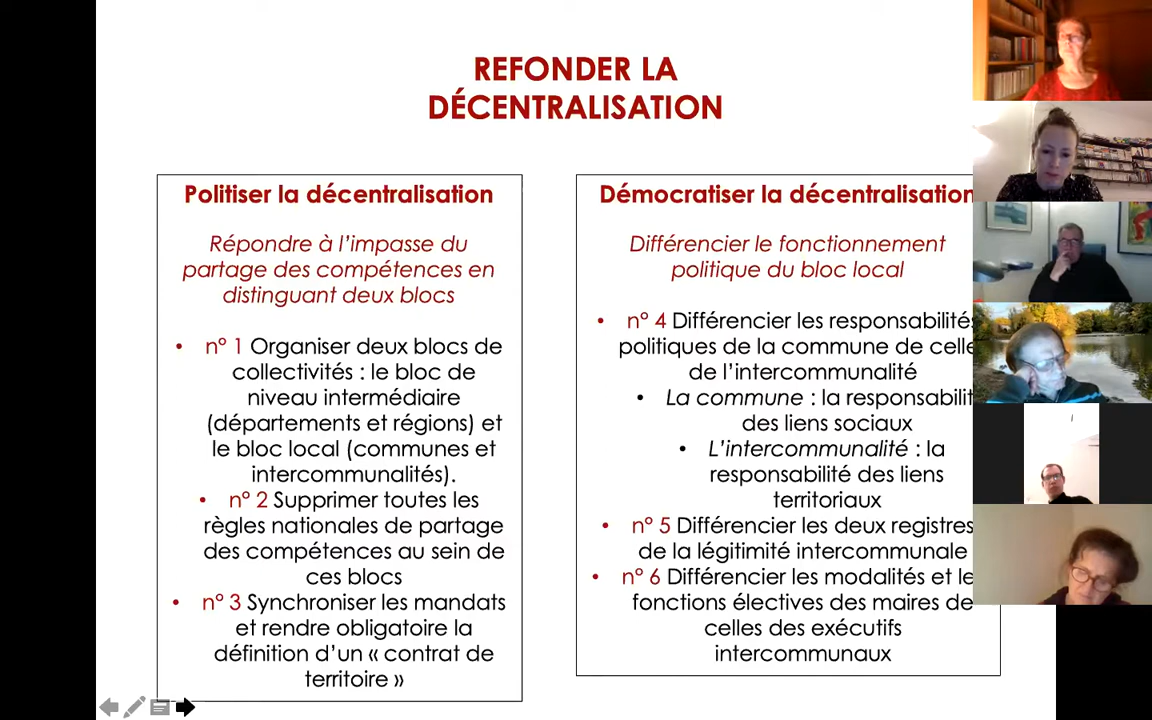 REFONDER LA
DÉCENTRALISATION
Politiser la décentralisation
Répondre à l'impasse du
partage des compétences en
distinguant deux blocs
• n° 1 Organiser deux blocs de
collectivités : le bloc de
niveau intermédiaire
(départements et régions) et
le bloc local (communes et
intercommunalités).
• n° 2 Supprimer toutes les
règles nationales de partage
des compétences au sein de
ces blocs
• n° 3 Synchroniser les mandats
et rendre obligatoire la
définition d'un « contrat de
territoire »
Démocratiser la décentralisation
Différencier le fonctionnement
politique du bloc local
• n° 4 Différencier les responsabilités
politiques de la commune de celle
de l'intercommunalité
• La commune : la responsabilit
des liens sociaux
• L'intercommunalité : la
responsabilité des liens
territoriaux
• n° 5 Différencier les deux registres
de la légitimité intercommunale
• n° 6 Différencier les modalités et le
fonctions électives des maires de
celles des exécutifs
intercommunaux